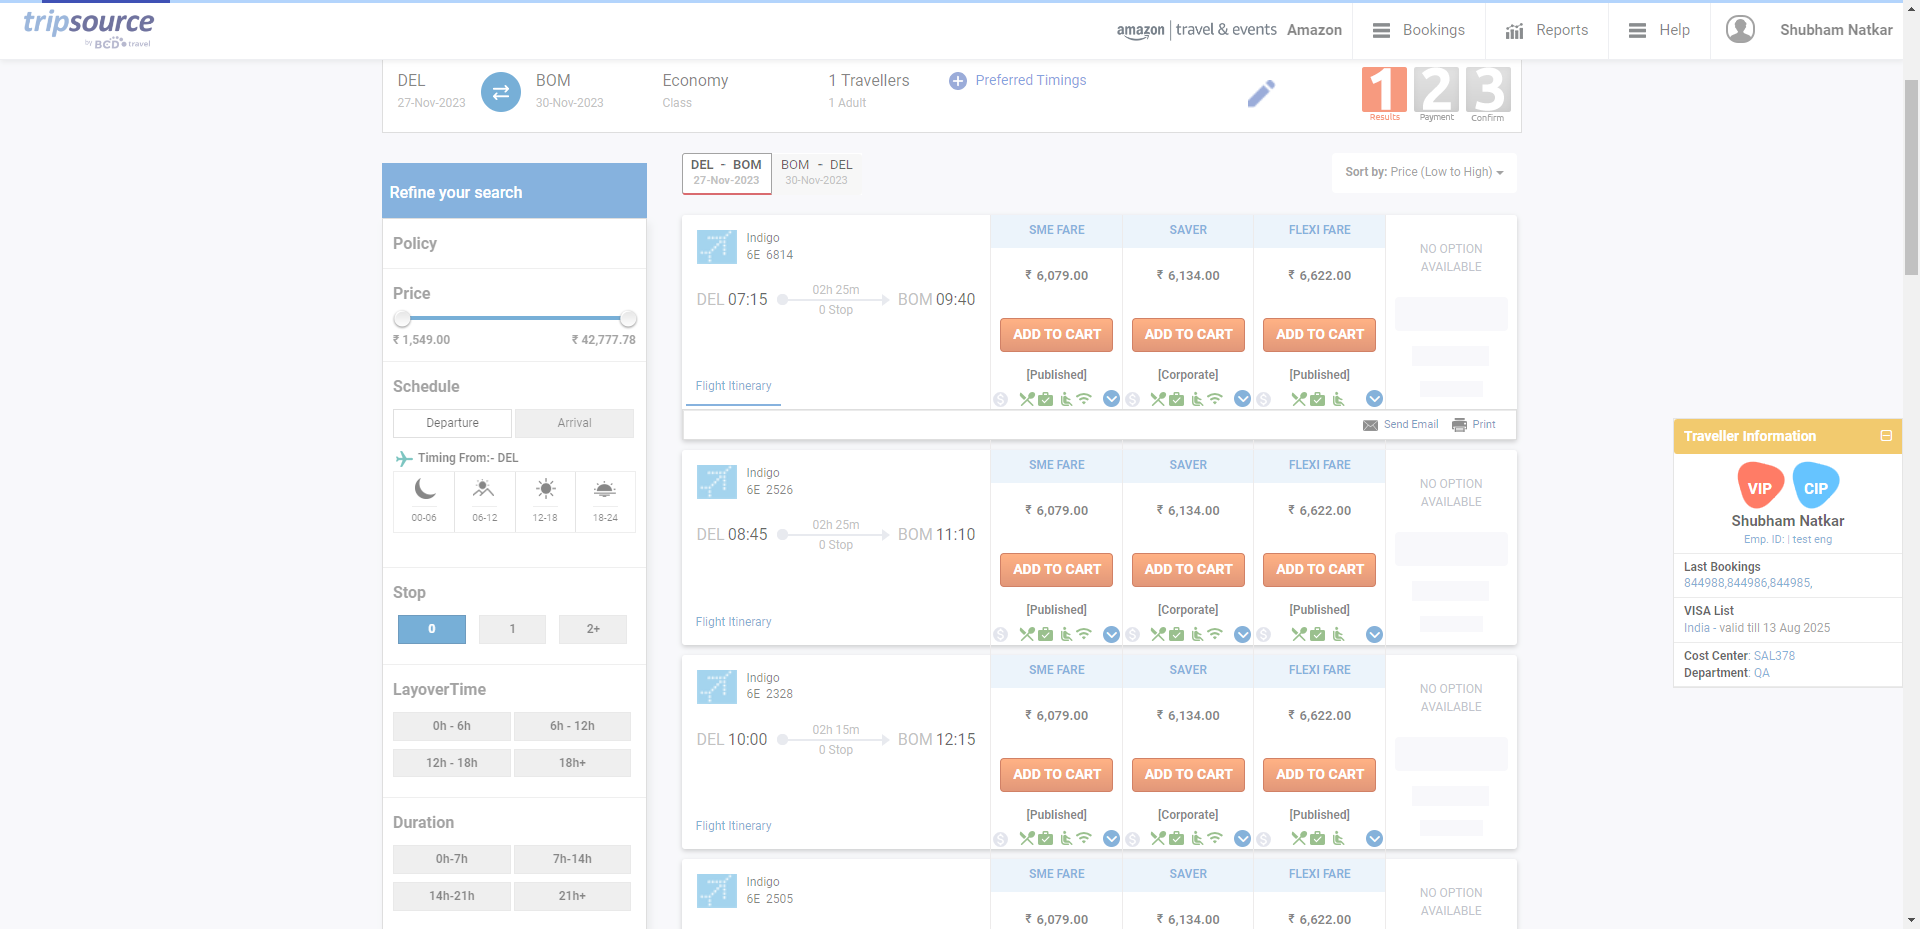 tripsource
by BCD travel
amazon | travel & events Amazon
Bookings
Reports
Help
Shubham Natkar
DEL
27-Nov-2023
BOM
30-Nov-2023
Economy
Class
1 Travellers
1 Adult
Preferred Timings
1 2 3
Results Payment Confirm
Refine your search
Policy
Price
₹ 1,549.00 ₹ 42,777.78
Schedule
Departure Arrival
Timing From:- DEL
00-06 06-12 12-18 18-24
Stop
0 1 2+
LayoverTime
0h - 6h 6h - 12h
12h - 18h 18h+
Duration
0h-7h 7h-14h
14h-21h 21h+
DEL - BOM BOM - DEL
27-Nov-2023 30-Nov-2023
Sort by: Price (Low to High)
Indigo
6E 6814
DEL 07:15
02h 25m
0 Stop
BOM 09:40
Flight Itinerary
SME FARE SAVER FLEXI FARE
₹ 6,079.00 ₹ 6,134.00 ₹ 6,622.00
ADD TO CART ADD TO CART ADD TO CART
[Published] [Corporate] [Published]
NO OPTION
AVAILABLE
Send Email Print
Indigo
6E 2526
DEL 08:45
02h 25m
0 Stop
BOM 11:10
Flight Itinerary
SME FARE SAVER FLEXI FARE
₹ 6,079.00 ₹ 6,134.00 ₹ 6,622.00
ADD TO CART ADD TO CART ADD TO CART
[Published] [Corporate] [Published]
NO OPTION
AVAILABLE
Indigo
6E 2328
DEL 10:00
02h 15m
0 Stop
BOM 12:15
Flight Itinerary
SME FARE SAVER FLEXI FARE
₹ 6,079.00 ₹ 6,134.00 ₹ 6,622.00
ADD TO CART ADD TO CART ADD TO CART
[Published] [Corporate] [Published]
NO OPTION
AVAILABLE
Indigo
6E 2505
SME FARE SAVER FLEXI FARE
₹ 6,079.00 ₹ 6,134.00 ₹ 6,622.00
NO OPTION
AVAILABLE
Traveller Information
VIP CIP
Shubham Natkar
Emp. ID: | test eng
Last Bookings
844988,844986,844985,
VISA List
India - valid till 13 Aug 2025
Cost Center: SAL378
Department: QA